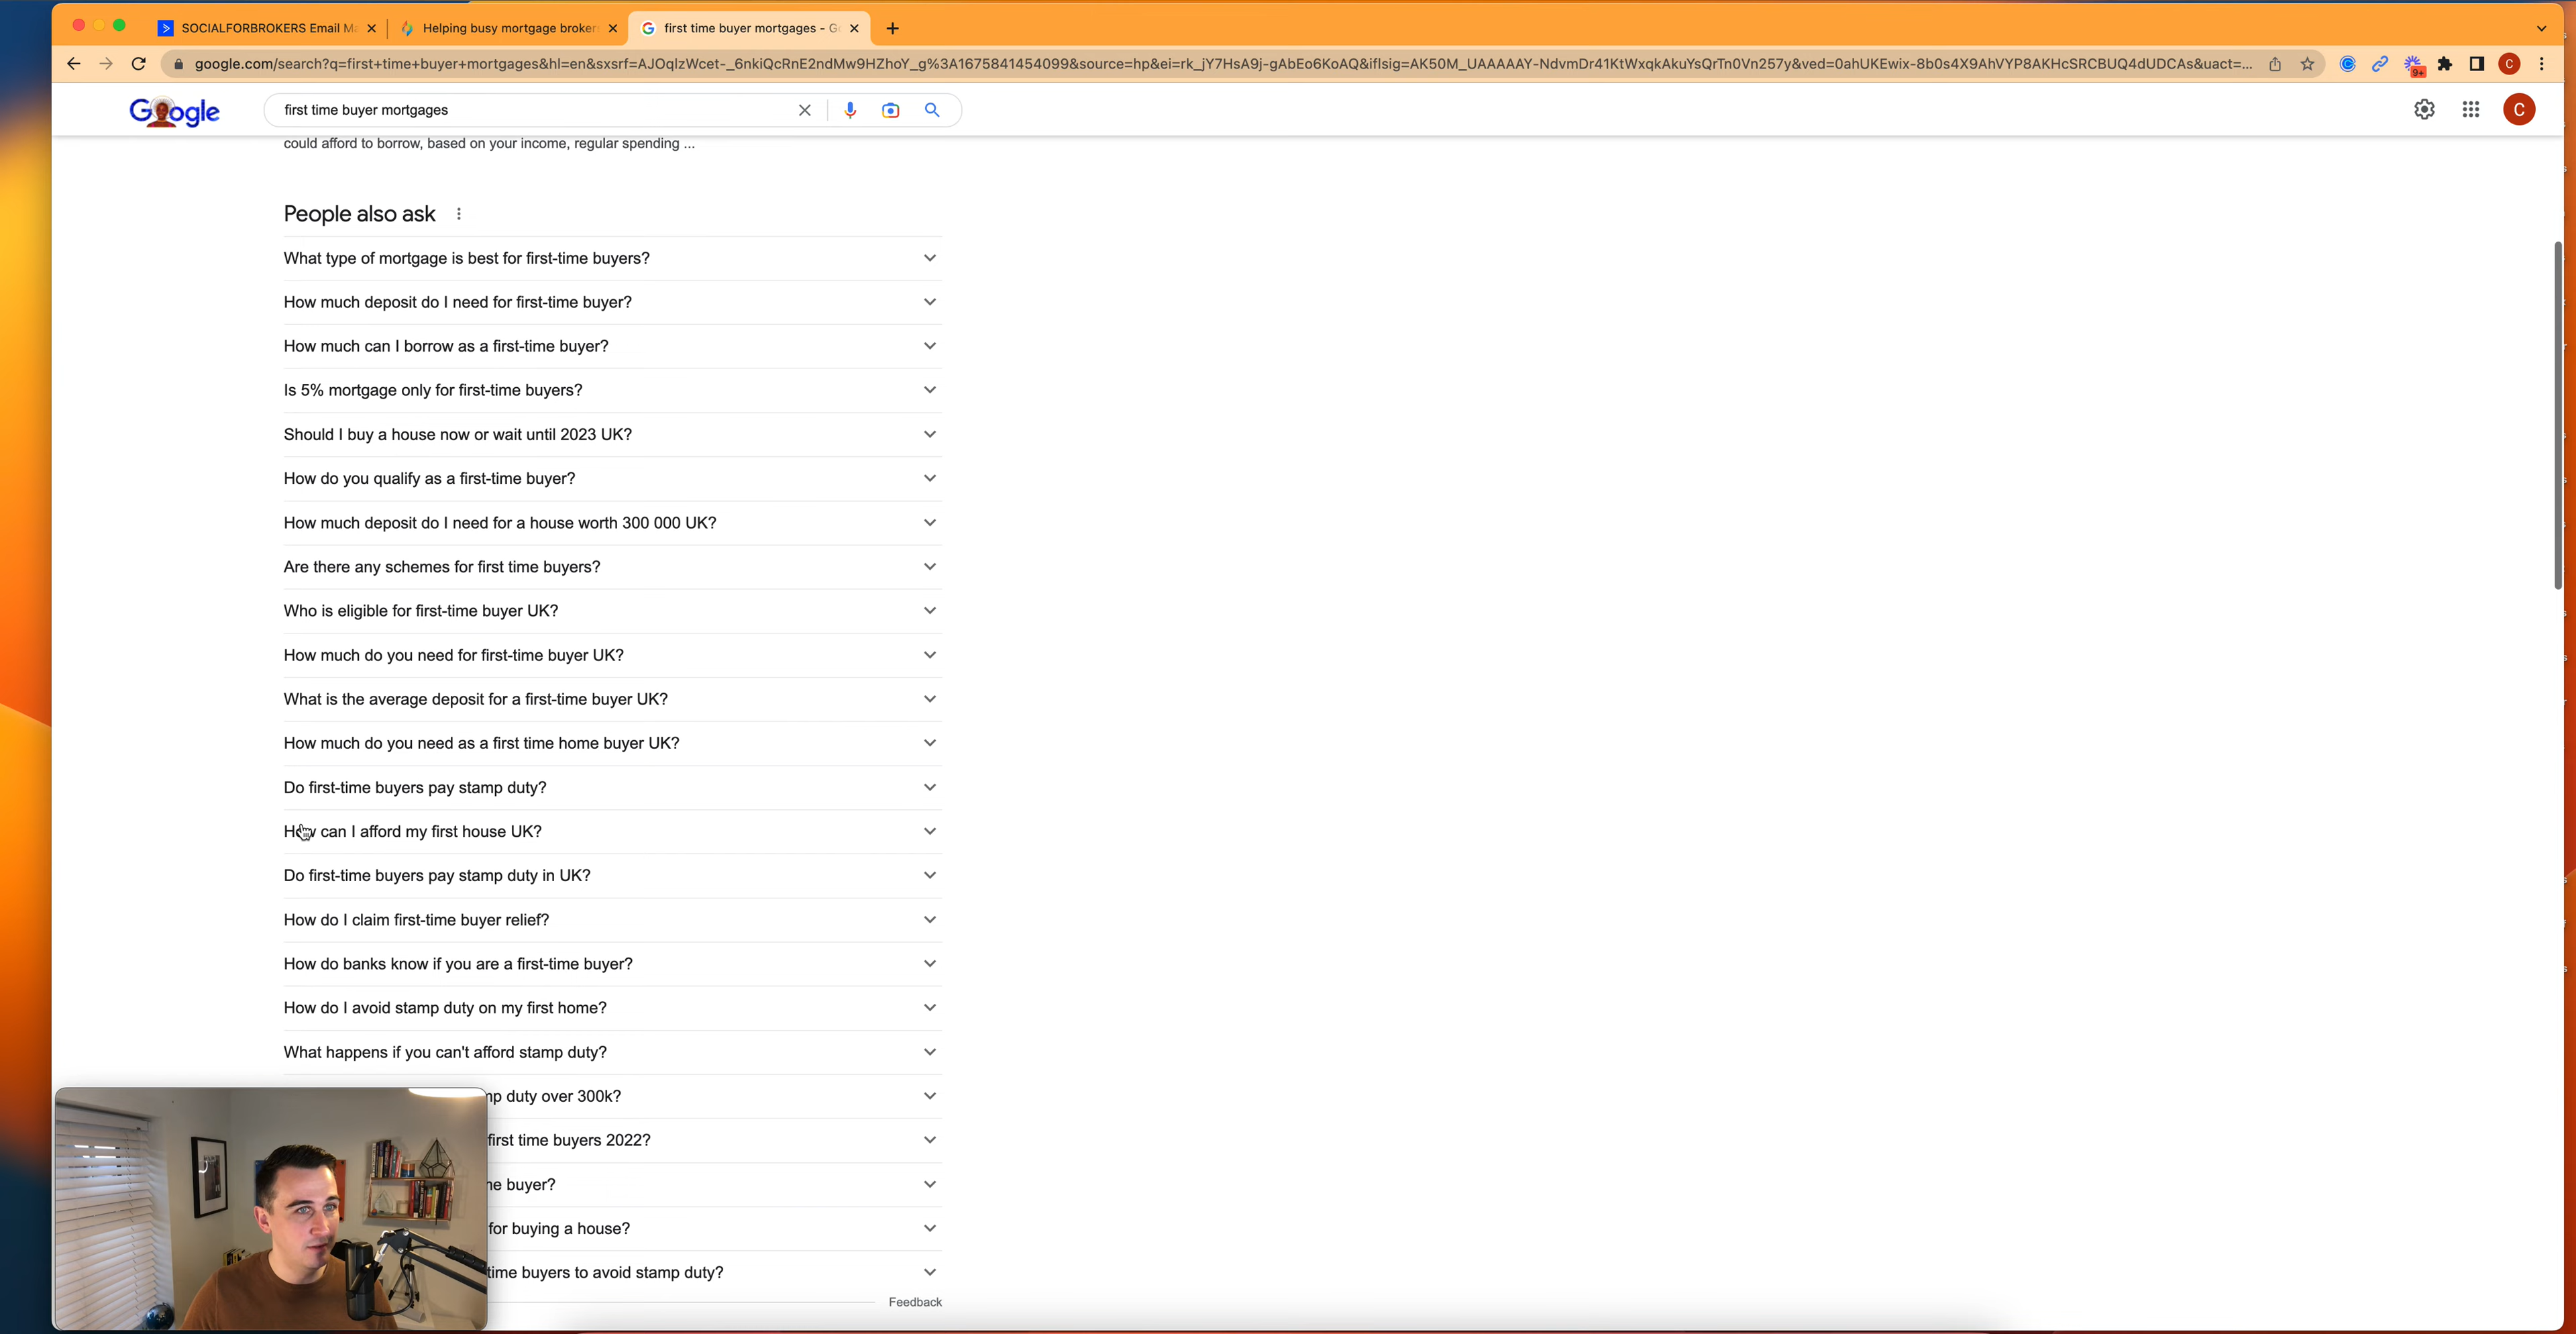 SOCIALFORBROKERS Email Ma
Helping busy mortgage broker
first time buyer mortgages - Go
google.com/search?q=first+time+buyer+mortgages&hl=en&sxsrf=AJOqlzWcet-_6nkiQcRnE2ndMw9HZhoY_g%3A1675841454099&source=hp&ei=rk_jY7HsA9j-gAbEo6KoAQ&iflsig=AK50M_UAAAAAY-NdvmDr41KtWxqkAkuYsQrTn0Vn257y&ved=0ahUKEwix-8b0s4X9AhVYP8AKHcSRCBUQ4dUDCAs&uact=...
9+
C
Google
first time buyer mortgages
C
could afford to borrow, based on your income, regular spending ...
People also ask
What type of mortgage is best for first-time buyers?
How much deposit do I need for first-time buyer?
How much can I borrow as a first-time buyer?
Is 5% mortgage only for first-time buyers?
Should I buy a house now or wait until 2023 UK?
How do you qualify as a first-time buyer?
How much deposit do I need for a house worth 300 000 UK?
Are there any schemes for first time buyers?
Who is eligible for first-time buyer UK?
How much do you need for first-time buyer UK?
What is the average deposit for a first-time buyer UK?
How much do you need as a first time home buyer UK?
Do first-time buyers pay stamp duty?
How can I afford my first house UK?
Do first-time buyers pay stamp duty in UK?
How do I claim first-time buyer relief?
How do banks know if you are a first-time buyer?
How do I avoid stamp duty on my first home?
What happens if you can't afford stamp duty?
mp duty over 300k?
first time buyers 2022?
ne buyer?
for buying a house?
time buyers to avoid stamp duty?
Feedback